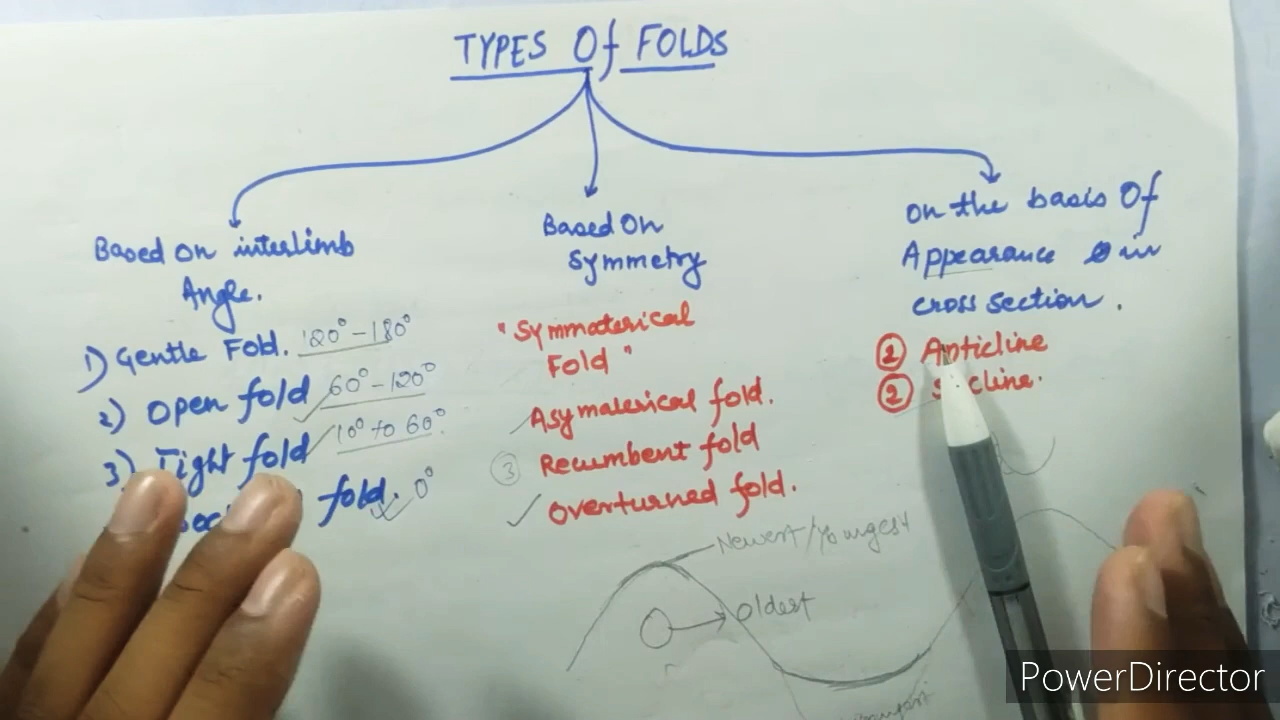 TYPES Of FOLDS
Based On interlimb
Angle.
1) Gentle Fold. 120° - 180°
2) Open fold 60° - 120°
3) Tight fold 10° to 60°.
fold. 0°
Based On
Symmetry
"Symmaterical
Fold"
Asymaterical fold.
③ Recumbent fold
Overturned fold.
On the basis Of
Appearance in
cross section.
① Anticline
②
Newest/Youngest
Oldest
PowerDirector